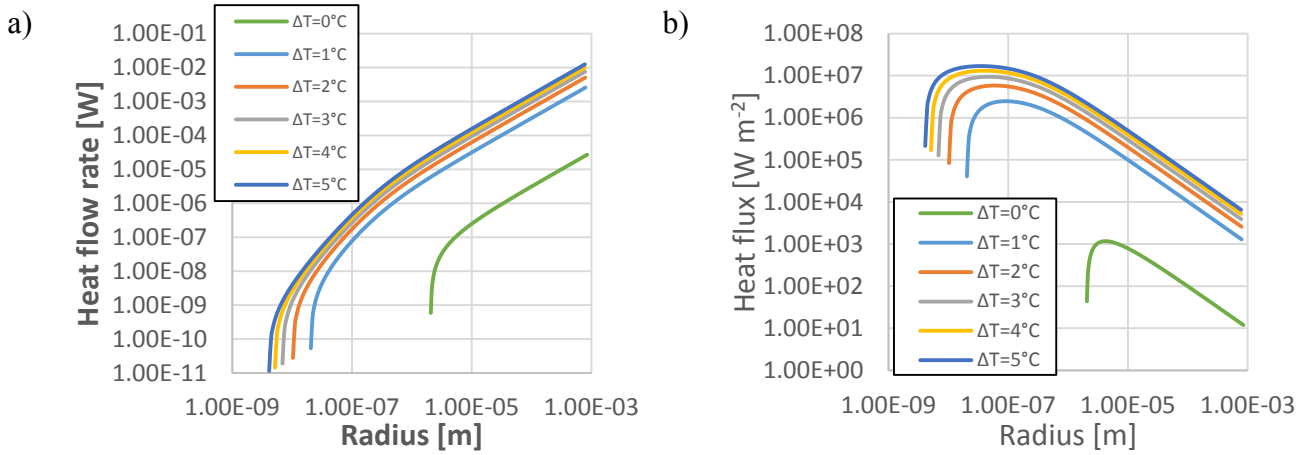 a)
Heat flow rate [W]
1.00E-01
1.00E-02
1.00E-03
1.00E-04
1.00E-05
1.00E-06
1.00E-07
1.00E-08
1.00E-09
1.00E-10
1.00E-11
ΔT=0°C
ΔT=1°C
ΔT=2°C
ΔT=3°C
ΔT=4°C
ΔT=5°C
1.00E-09 1.00E-07 1.00E-05 1.00E-03
Radius [m]
b)
Heat flux [W m-2]
1.00E+08
1.00E+07
1.00E+06
1.00E+05
1.00E+04
1.00E+03
1.00E+02
1.00E+01
1.00E+00
ΔT=0°C
ΔT=1°C
ΔT=2°C
ΔT=3°C
ΔT=4°C
ΔT=5°C
1.00E-09 1.00E-07 1.00E-05 1.00E-03
Radius [m]